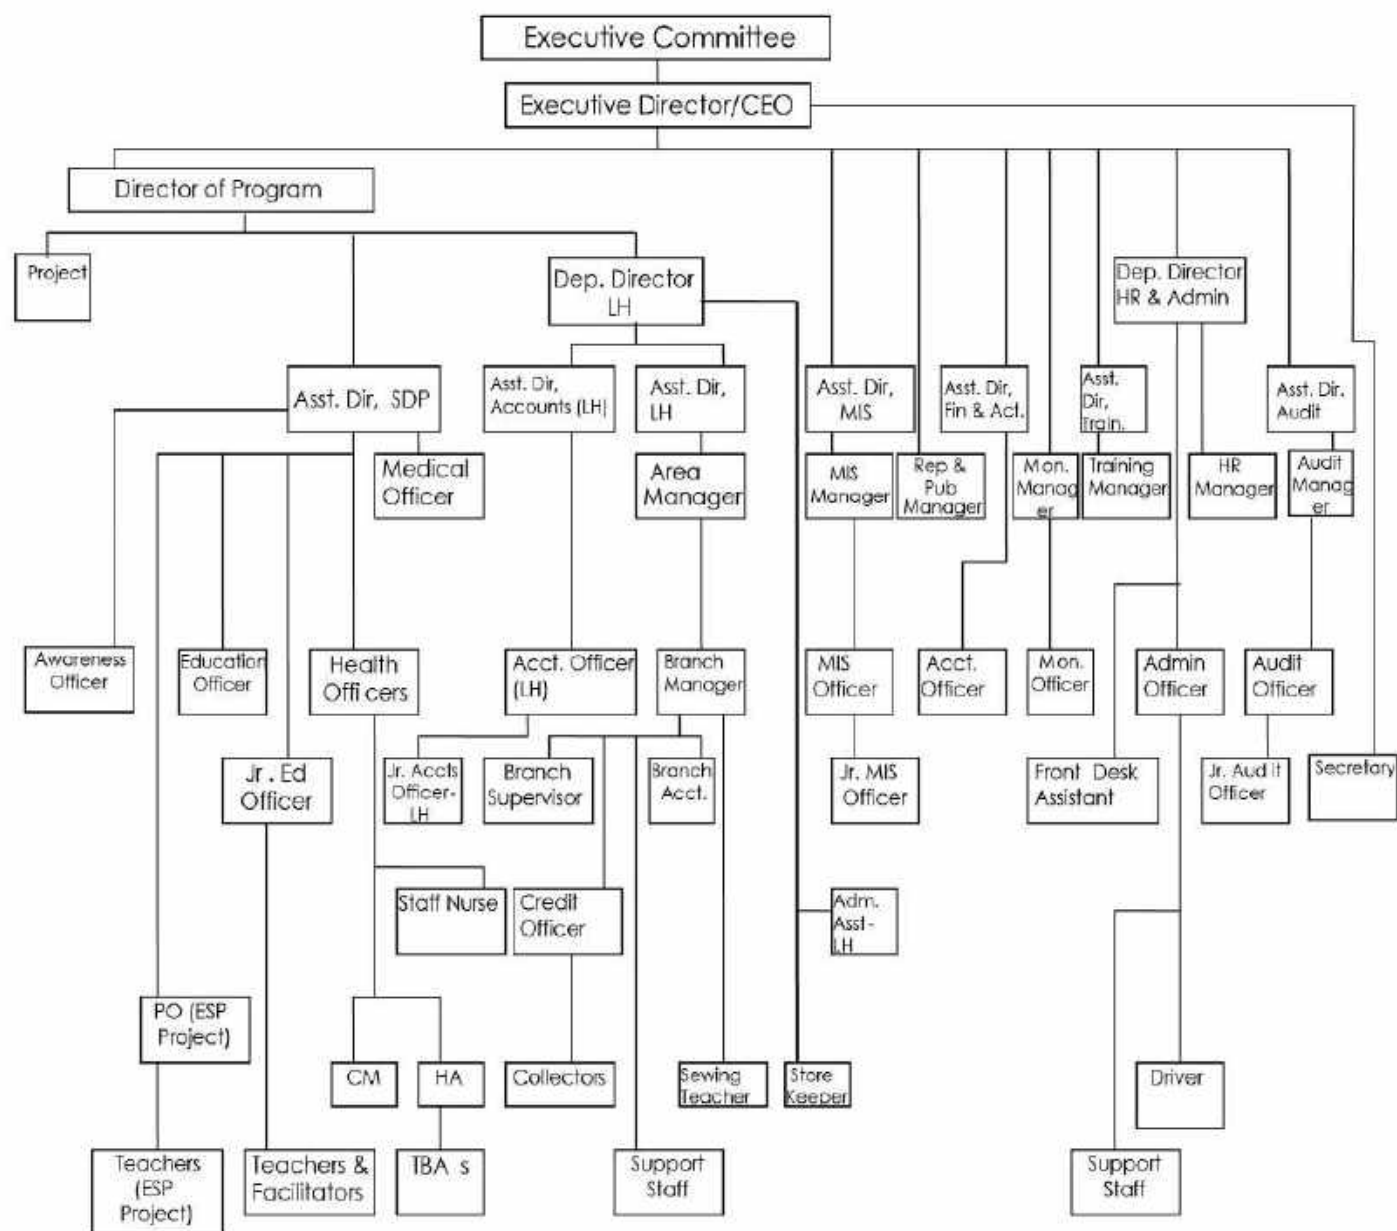 Executive Committee
Executive Director/CEO
Director of Program
Project
Dep. Director
LH
Dep. Director
HR & Admin
Asst. Dir, SDP
Asst. Dir,
Accounts (LH)
Asst. Dir,
LH
Asst. Dir,
MIS
Asst. Dir,
Fin & Act.
Asst.
Dir,
Train.
Asst. Dir.
Audit
Medical
Officer
Area
Manager
MIS
Manager
Rep &
Pub
Manager
Mon.
Manag
er
Training
Manager
HR
Manager
Audit
Manag
er
Awareness
Officer
Education
Officer
Health
Officers
Acct. Officer
(LH)
Branch
Manager
MIS
Officer
Acct.
Officer
Mon.
Officer
Admin
Officer
Audit
Officer
Jr . Ed
Officer
Jr. Accts
Officer-
LH
Branch
Supervisor
Branch
Acct.
Jr. MIS
Officer
Front Desk
Assistant
Jr. Audit
Officer
Secretary
Staff Nurse
Credit
Officer
Adm.
Asst-
LH
PO (ESP
Project)
CM
HA
Collectors
Sewing
Teacher
Store
Keeper
Driver
Teachers
(ESP
Project)
Teachers &
Facilitators
TBA s
Support
Staff
Support
Staff